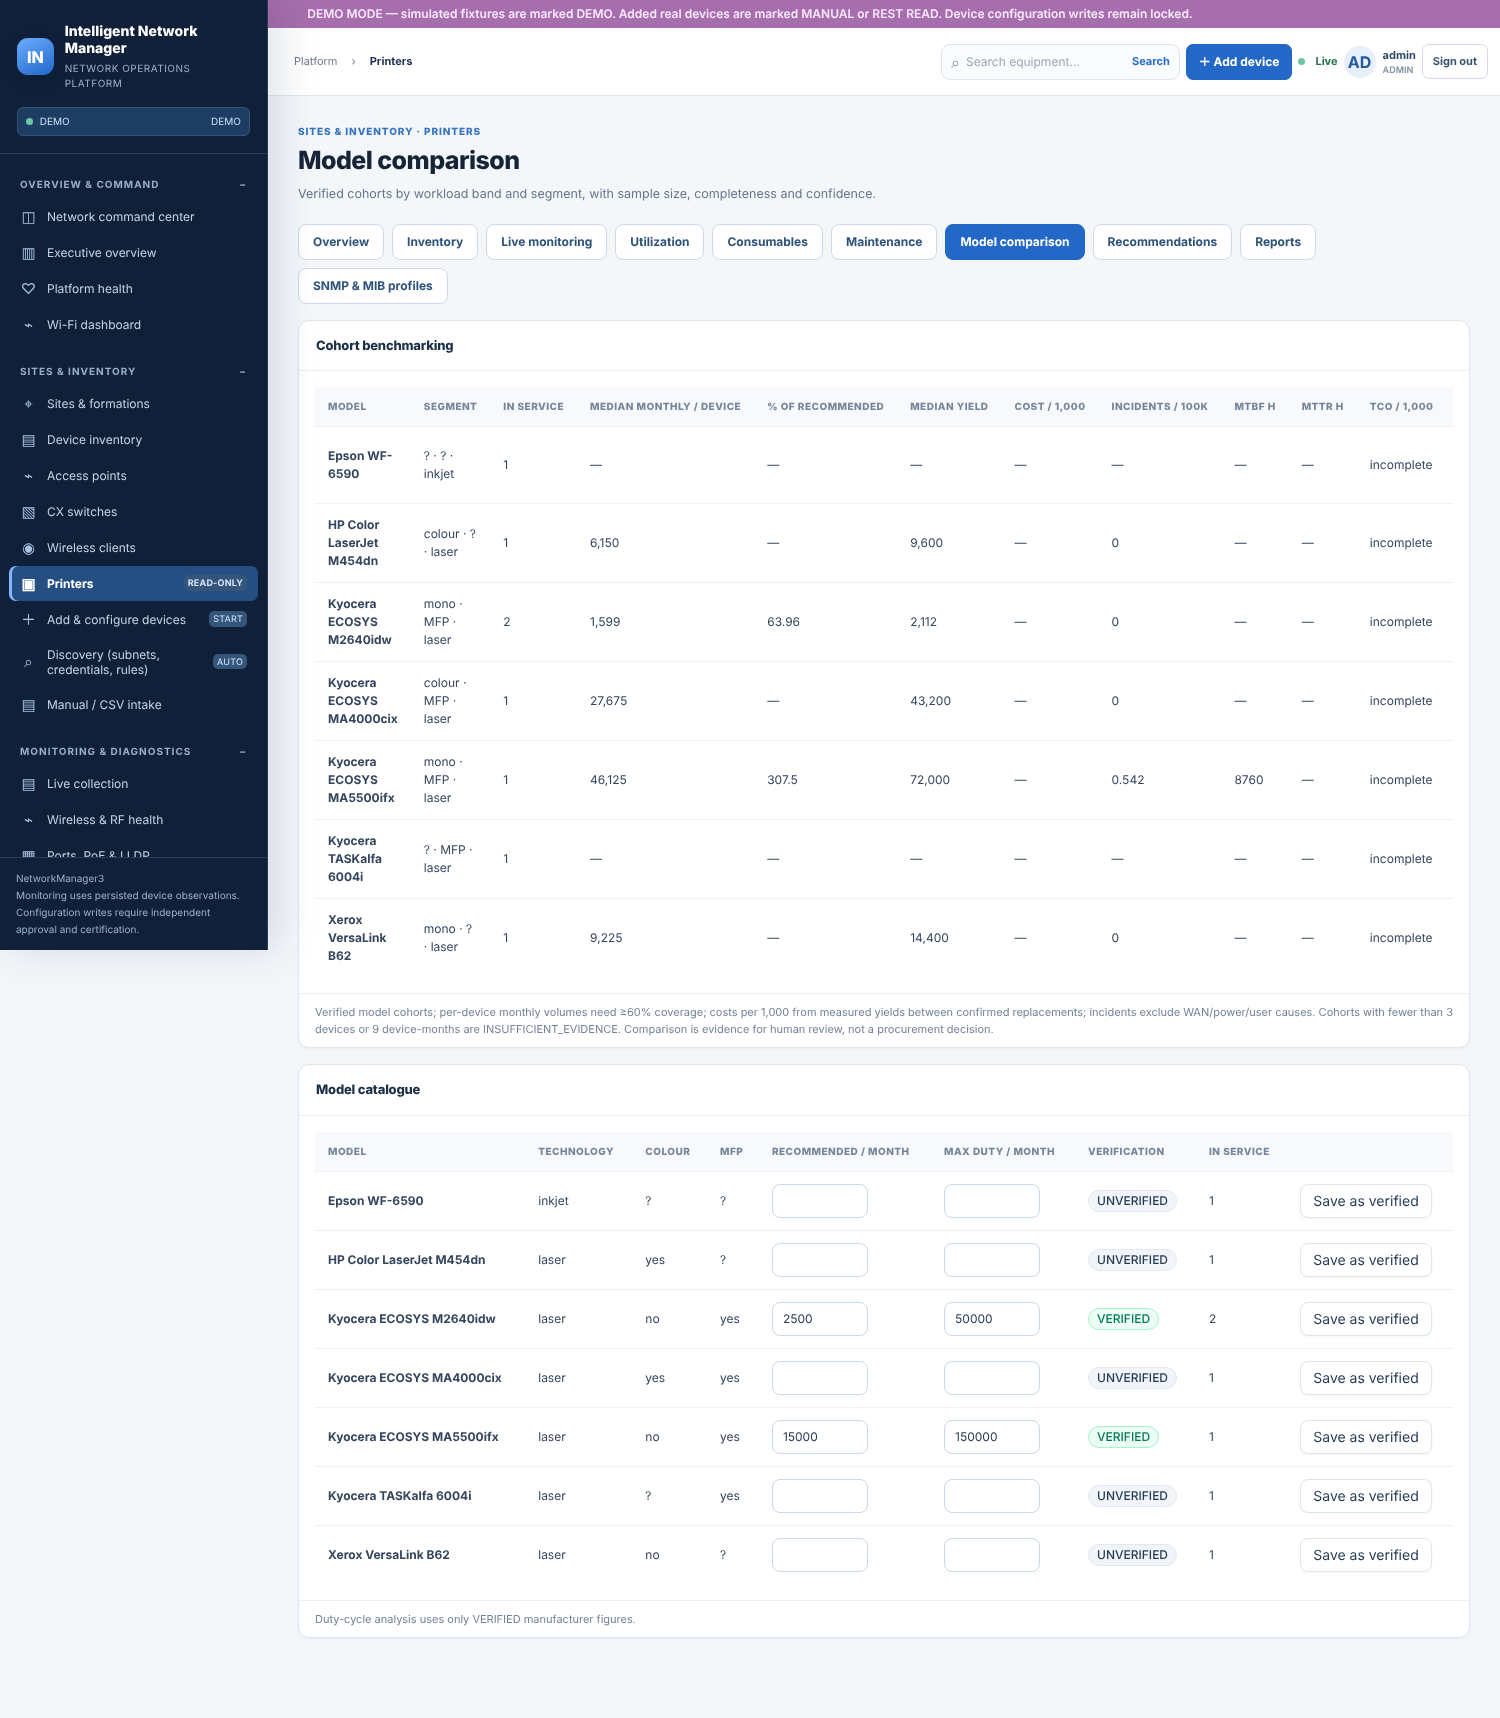 DEMO MODE — simulated fixtures are marked DEMO. Added real devices are marked MANUAL or REST READ. Device configuration writes remain locked.
IN
Intelligent Network
Manager
NETWORK OPERATIONS
PLATFORM
DEMO DEMO
OVERVIEW & COMMAND –
Network command center
Executive overview
Platform health
Wi-Fi dashboard
SITES & INVENTORY –
Sites & formations
Device inventory
Access points
CX switches
Wireless clients
Printers READ-ONLY
Add & configure devices START
Discovery (subnets,
credentials, rules) AUTO
Manual / CSV intake
MONITORING & DIAGNOSTICS –
Live collection
Wireless & RF health
Ports, PoE & LLDP
NetworkManager3
Monitoring uses persisted device observations.
Configuration writes require independent
approval and certification.
Platform › Printers
Search equipment... Search
+ Add device
Live
AD
admin
ADMIN
Sign out
SITES & INVENTORY · PRINTERS
Model comparison
Verified cohorts by workload band and segment, with sample size, completeness and confidence.
Overview Inventory Live monitoring Utilization Consumables Maintenance Model comparison Recommendations Reports
SNMP & MIB profiles
Cohort benchmarking
MODEL SEGMENT IN SERVICE MEDIAN MONTHLY / DEVICE % OF RECOMMENDED MEDIAN YIELD COST / 1,000 INCIDENTS / 100K MTBF H MTTR H TCO / 1,000
Epson WF-6590 ? · ? · inkjet 1 — — — — — — — incomplete
HP Color LaserJet M454dn colour · ? · laser 1 6,150 — 9,600 — 0 — — incomplete
Kyocera ECOSYS M2640idw mono · MFP · laser 2 1,599 63.96 2,112 — 0 — — incomplete
Kyocera ECOSYS MA4000cix colour · MFP · laser 1 27,675 — 43,200 — 0 — — incomplete
Kyocera ECOSYS MA5500ifx mono · MFP · laser 1 46,125 307.5 72,000 — 0.542 8760 — incomplete
Kyocera TASKalfa 6004i ? · MFP · laser 1 — — — — — — — incomplete
Xerox VersaLink B62 mono · ? · laser 1 9,225 — 14,400 — 0 — — incomplete
Verified model cohorts; per-device monthly volumes need ≥60% coverage; costs per 1,000 from measured yields between confirmed replacements; incidents exclude WAN/power/user causes. Cohorts with fewer than 3
devices or 9 device-months are INSUFFICIENT_EVIDENCE. Comparison is evidence for human review, not a procurement decision.
Model catalogue
MODEL TECHNOLOGY COLOUR MFP RECOMMENDED / MONTH MAX DUTY / MONTH VERIFICATION IN SERVICE
Epson WF-6590 inkjet ? ? UNVERIFIED 1 Save as verified
HP Color LaserJet M454dn laser yes ? UNVERIFIED 1 Save as verified
Kyocera ECOSYS M2640idw laser no yes 2500 50000 VERIFIED 2 Save as verified
Kyocera ECOSYS MA4000cix laser yes yes UNVERIFIED 1 Save as verified
Kyocera ECOSYS MA5500ifx laser no yes 15000 150000 VERIFIED 1 Save as verified
Kyocera TASKalfa 6004i laser ? yes UNVERIFIED 1 Save as verified
Xerox VersaLink B62 laser no ? UNVERIFIED 1 Save as verified
Duty-cycle analysis uses only VERIFIED manufacturer figures.